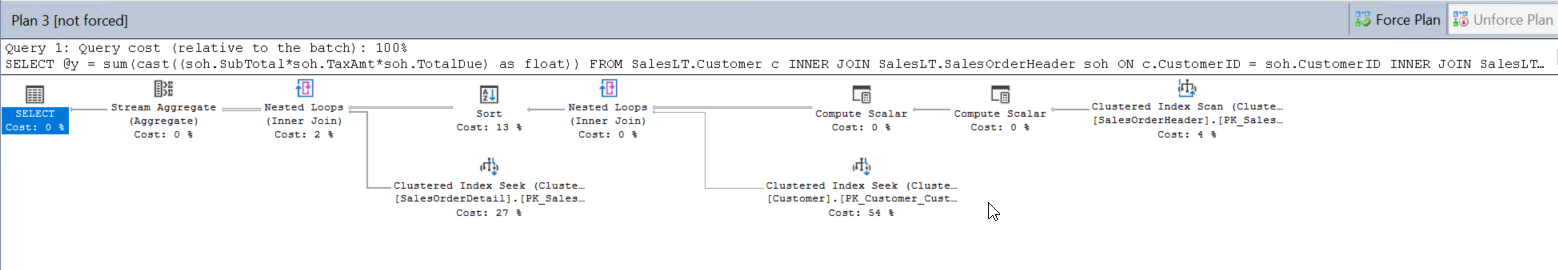 Plan 3 [not forced]
Force Plan
Unforce Plan
Query 1: Query cost (relative to the batch): 100%
SELECT @y = sum(cast((soh.SubTotal*soh.TaxAmt*soh.TotalDue) as float)) FROM SalesLT.Customer c INNER JOIN SalesLT.SalesOrderHeader soh ON c.CustomerID = soh.CustomerID INNER JOIN SalesLT…
SELECT
Cost: 0 %
Stream Aggregate
(Aggregate)
Cost: 0 %
Nested Loops
(Inner Join)
Cost: 2 %
Sort
Cost: 13 %
Nested Loops
(Inner Join)
Cost: 0 %
Compute Scalar
Cost: 0 %
Compute Scalar
Cost: 0 %
Clustered Index Scan (Cluste…
[SalesOrderHeader].[PK_Sales…
Cost: 4 %
Clustered Index Seek (Cluste…
[SalesOrderDetail].[PK_Sales…
Cost: 27 %
Clustered Index Seek (Cluste…
[Customer].[PK_Customer_Cust…
Cost: 54 %